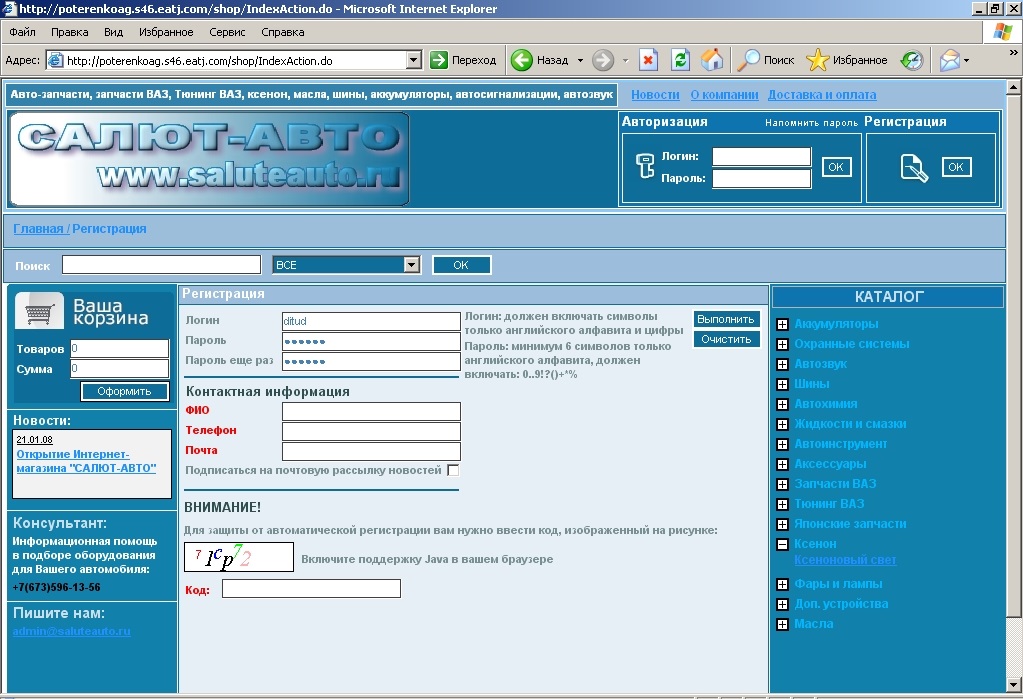 http://poterenkoag.s46.eatj.com/shop/IndexAction.do - Microsoft Internet Explorer
Файл Правка Вид Избранное Сервис Справка
Адрес: http://poterenkoag.s46.eatj.com/shop/IndexAction.do Переход Назад Поиск Избранное
Авто-запчасти, запчасти ВАЗ, Тюнинг ВАЗ, ксенон, масла, шины, аккумуляторы, автосигнализации, автозвук
Новости О компании Доставка и оплата
САЛЮТ-АВТО
www.saluteauto.ru
Авторизация Напомнить пароль Регистрация
Логин:
Пароль:
OK
OK
Главная / Регистрация
Поиск ВСЕ OK
Ваша
корзина
Товаров 0
Сумма 0
Оформить
Новости:
21.01.08
Открытие Интернет-
магазина "САЛЮТ-АВТО"
Консультант:
Информационная помощь
в подборе оборудования
для Вашего автомобиля:
+7(673)596-13-56
Пишите нам:
admin@saluteauto.ru
Регистрация
Логин ditud
Пароль ••••••
Пароль еще раз ••••••
Логин: должен включать символы
только английского алфавита и цифры
Пароль: минимум 6 символов только
английского алфавита, должен
включать: 0..9!?()+*%
Выполнить
Очистить
Контактная информация
ФИО
Телефон
Почта
Подписаться на почтовую рассылку новостей
ВНИМАНИЕ!
Для защиты от автоматической регистрации вам нужно ввести код, изображенный на рисунке:
Включите поддержку Java в вашем браузере
Код:
КАТАЛОГ
Аккумуляторы
Охранные системы
Автозвук
Шины
Автохимия
Жидкости и смазки
Автоинструмент
Аксессуары
Запчасти ВАЗ
Тюнинг ВАЗ
Японские запчасти
Ксенон
Ксеноновый свет
Фары и лампы
Доп. устройства
Масла